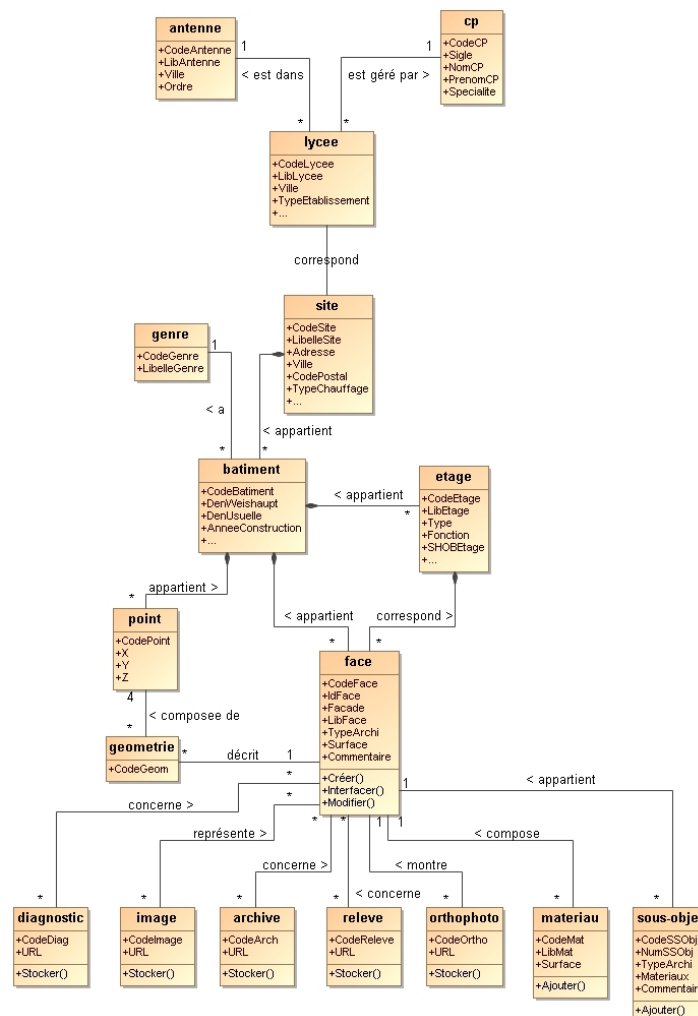 antenne
+CodeAntenne
+LibAntenne
+Ville
+Ordre
1
< est dans
*
cp
+CodeCP
+Sigle
+NomCP
+PrenomCP
+Specialite
1
est géré par >
*
lycee
+CodeLycee
+LibLycee
+Ville
+TypeEtablissement
+...
correspond
site
+CodeSite
+LibelleSite
+Adresse
+Ville
+CodePostal
+TypeChauffage
+...
genre
+CodeGenre
+LibelleGenre
1
< a
*
< appartient
*
batiment
+CodeBatiment
+DenWeishaupt
+DenUsuelle
+AnneeConstruction
+...
< appartient
*
etage
+CodeEtage
+LibEtage
+Type
+Fonction
+SHOBEtage
+...
appartient >
*
< appartient
*
correspond >
*
point
+CodePoint
+X
+Y
+Z
4
< composee de
*
geometrie
+CodeGeom
*
décrit
1
face
+CodeFace
+IdFace
+Facade
+LibFace
+TypeArchi
+Surface
+Commentaire
+Créer()
+Interfacer()
+Modifier()
*
concerne >
*
*
représente >
*
*
concerne >
*
*
< concerne
*
1
< montre
*
1
< compose
*
1
< appartient
*
diagnostic
+CodeDiag
+URL
+Stocker()
image
+CodeImage
+URL
+Stocker()
archive
+CodeArch
+URL
+Stocker()
releve
+CodeReleve
+URL
+Stocker()
orthophoto
+CodeOrtho
+URL
+Stocker()
materiau
+CodeMat
+LibMat
+Surface
+Ajouter()
sous-obje
+CodeSSObj
+NumSSObj
+TypeArchi
+Materiaux
+Commentair
+Ajouter()